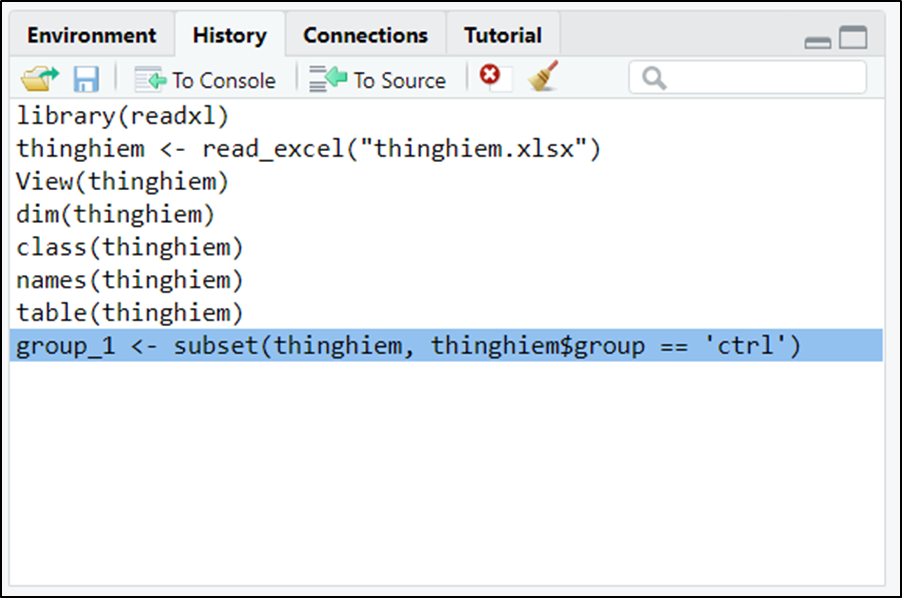 Environment History Connections Tutorial
To Console To Source
library(readxl)
thinghiem <- read_excel("thinghiem.xlsx")
View(thinghiem)
dim(thinghiem)
class(thinghiem)
names(thinghiem)
table(thinghiem)
group_1 <- subset(thinghiem, thinghiem$group == 'ctrl')